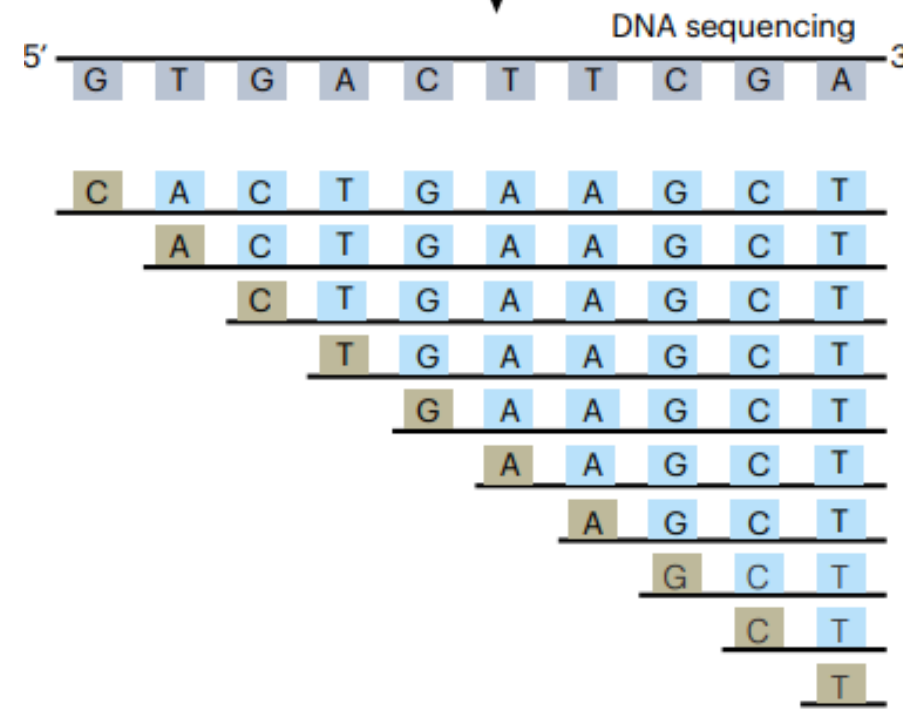 DNA sequencing
5′ 3
G T G A C T T C G A
C A C T G A A G C T
A C T G A A G C T
C T G A A G C T
T G A A G C T
G A A G C T
A A G C T
A G C T
G C T
C T
T